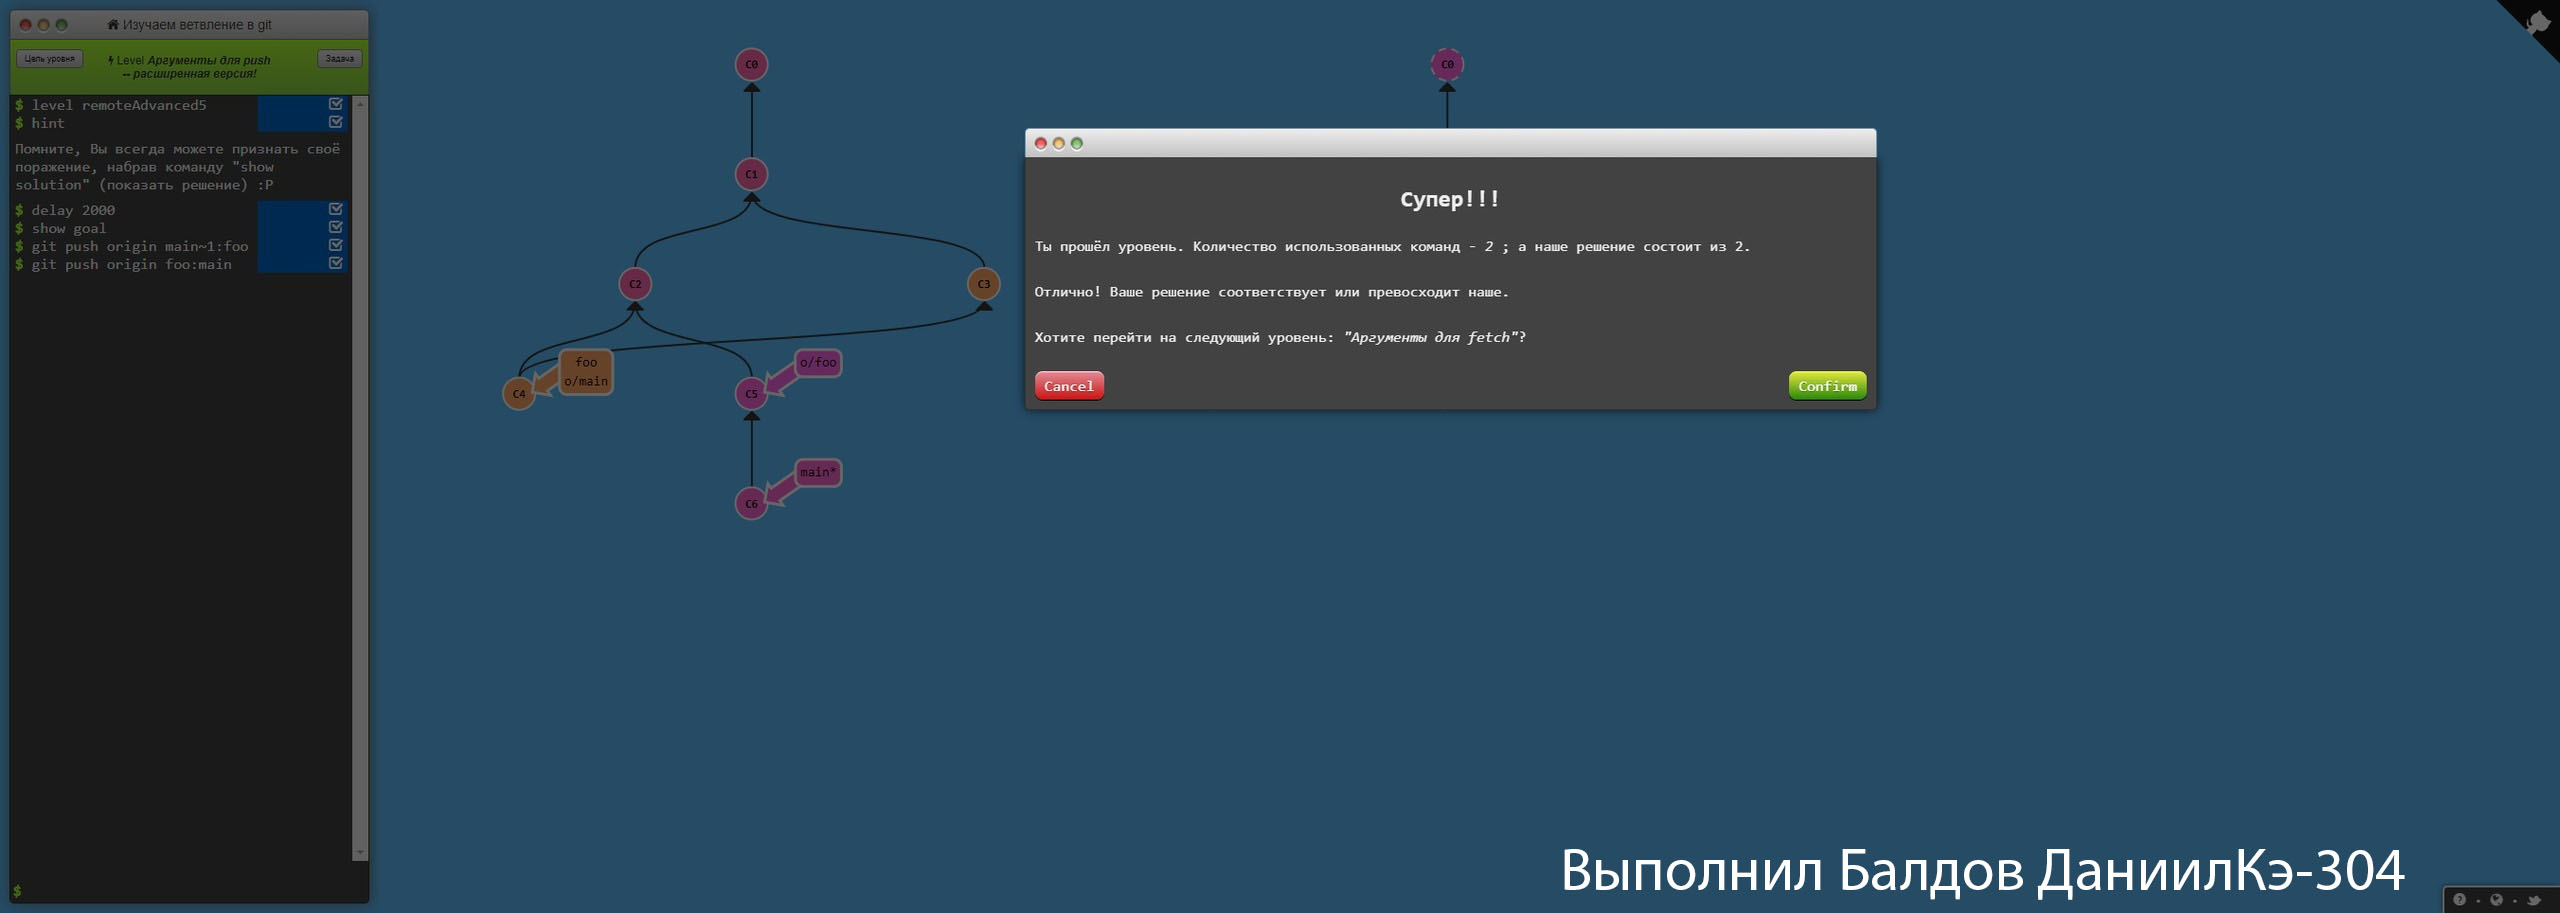 Изучаем ветвление в git
Цель уровня
Level Аргументы для push
-- расширенная версия!
Задача
$ level remoteAdvanced5
$ hint
Помните, Вы всегда можете признать своё
поражение, набрав команду "show
solution" (показать решение) :P
$ delay 2000
$ show goal
$ git push origin main~1:foo
$ git push origin foo:main
$
C0
C1
C2
C3
foo
o/main
C4
o/foo
C5
main*
C6
C0
Супер!!!
Ты прошёл уровень. Количество использованных команд - 2 ; а наше решение состоит из 2.
Отлично! Ваше решение соответствует или превосходит наше.
Хотите перейти на следующий уровень: "Аргументы для fetch"?
Cancel
Confirm
Выполнил Балдов ДаниилКэ-304